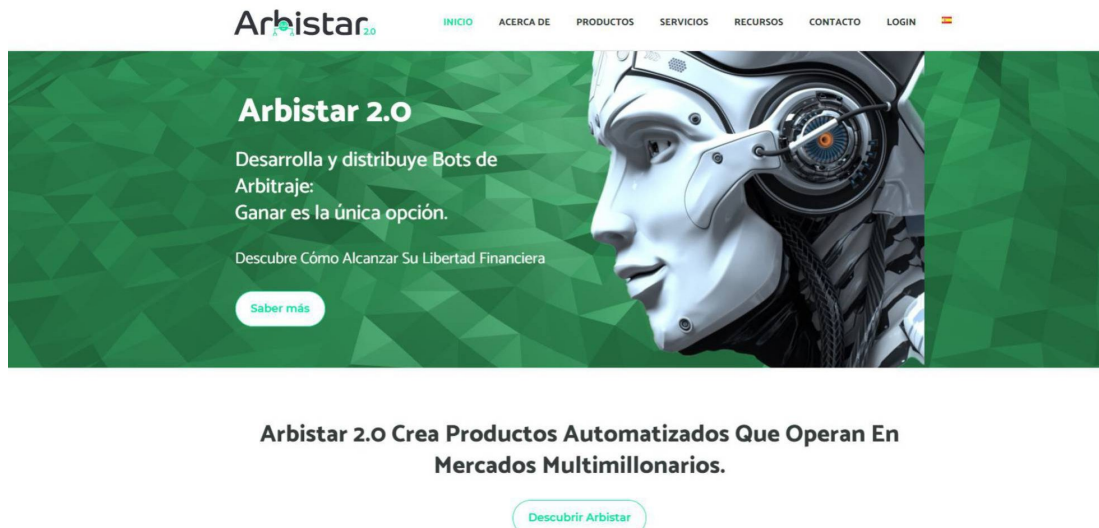 Arbistar 2.0
INICIO ACERCA DE PRODUCTOS SERVICIOS RECURSOS CONTACTO LOGIN
Arbistar 2.0
Desarrolla y distribuye Bots de
Arbitraje:
Ganar es la única opción.
Descubre Cómo Alcanzar Su Libertad Financiera
Saber más
Arbistar 2.0 Crea Productos Automatizados Que Operan En
Mercados Multimillonarios.
Descubrir Arbistar